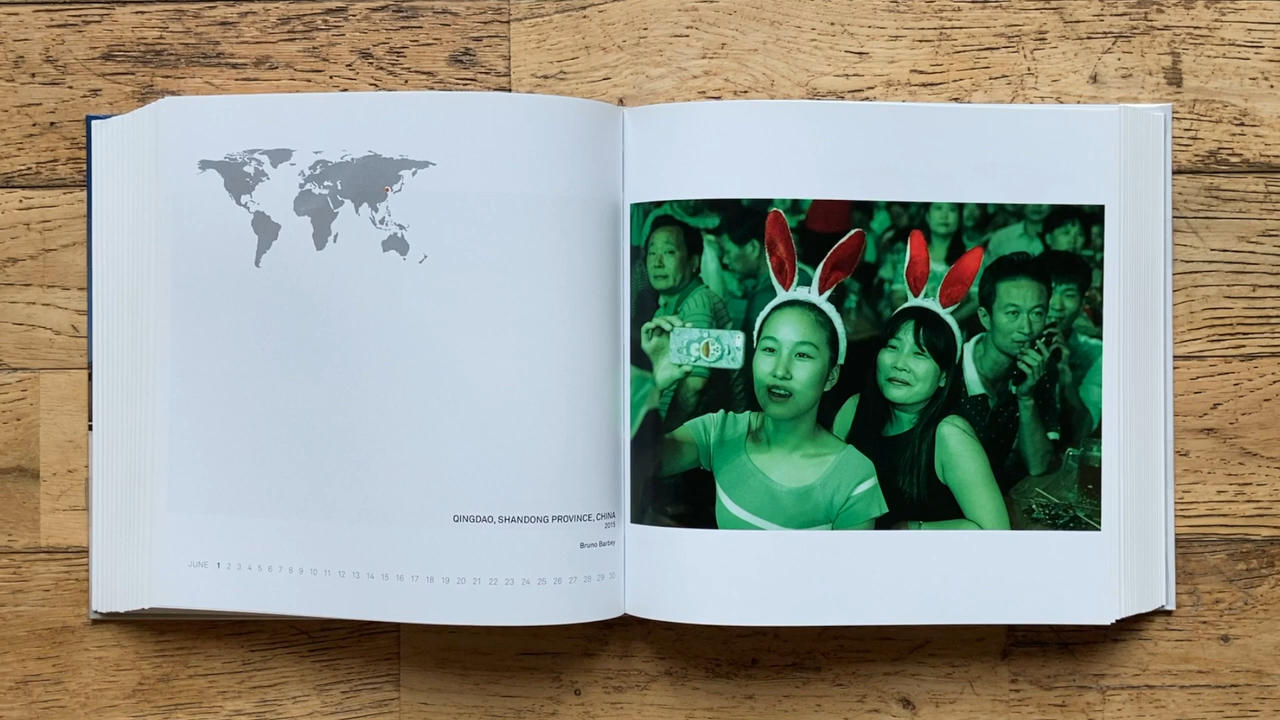 QINGDAO, SHANDONG PROVINCE, CHINA
2015
Bruno Barbey
JUNE 1 2 3 4 5 6 7 8 9 10 11 12 13 14 15 16 17 18 19 20 21 22 23 24 25 26 27 28 29 30